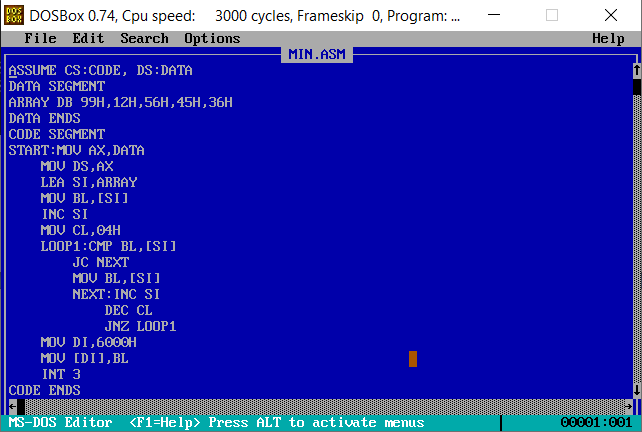 DOS BOX DOSBox 0.74, Cpu speed: 3000 cycles, Frameskip 0, Program: ...
File Edit Search Options Help
MIN.ASM
ASSUME CS:CODE, DS:DATA
DATA SEGMENT
ARRAY DB 99H,12H,56H,45H,36H
DATA ENDS
CODE SEGMENT
START:MOV AX,DATA
MOV DS,AX
LEA SI,ARRAY
MOV BL,[SI]
INC SI
MOV CL,04H
LOOP1:CMP BL,[SI]
JC NEXT
MOV BL,[SI]
NEXT:INC SI
DEC CL
JNZ LOOP1
MOV DI,6000H
MOV [DI],BL
INT 3
CODE ENDS
MS-DOS Editor <F1=Help> Press ALT to activate menus 00001:001